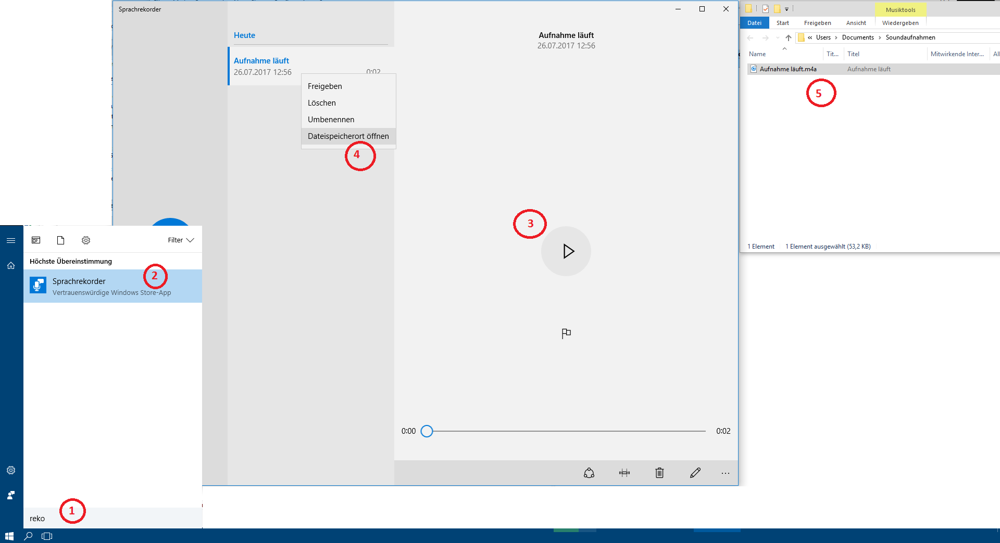 Sprachrekorder
Heute
Aufnahme läuft
26.07.2017 12:56
0:02
Freigeben
Löschen
Umbenennen
Dateispeicherort öffnen
4
Aufnahme läuft
26.07.2017 12:56
3
0:00
0:02
Musiktools
Datei Start Freigeben Ansicht Wiedergeben
« Users > Documents > Soundaufnahmen
Name Tit... Titel Mitwirkende Inter...
Aufnahme läuft.m4a Aufnahme läuft
5
1 Element 1 Element ausgewählt (53,2 KB)
Filter
Höchste Übereinstimmung
2
Sprachrekorder
Vertrauenswürdige Windows Store-App
1
reko